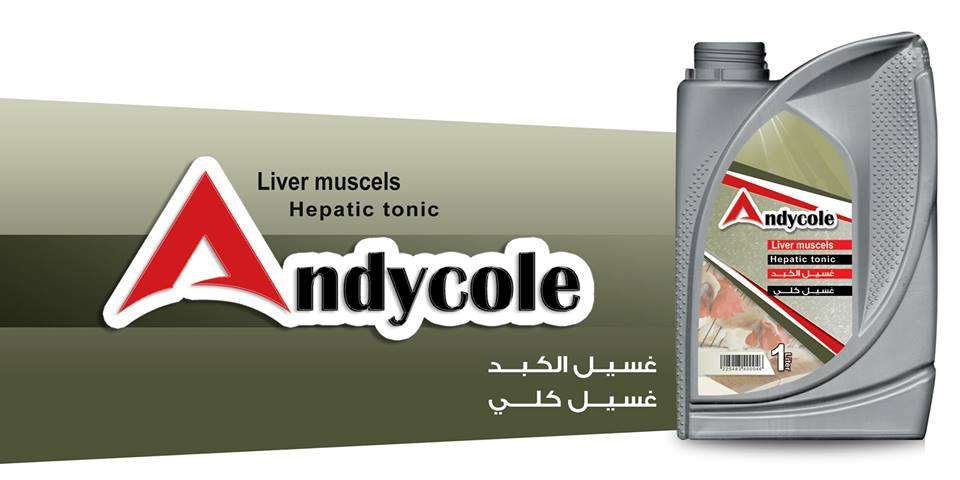 Liver muscels
Hepatic tonic
Andycole
غسيل الكبد
غسيل كلي
Andycole
Liver muscels
Hepatic tonic
غسيل الكبد
غسيل كلي
1
Liter